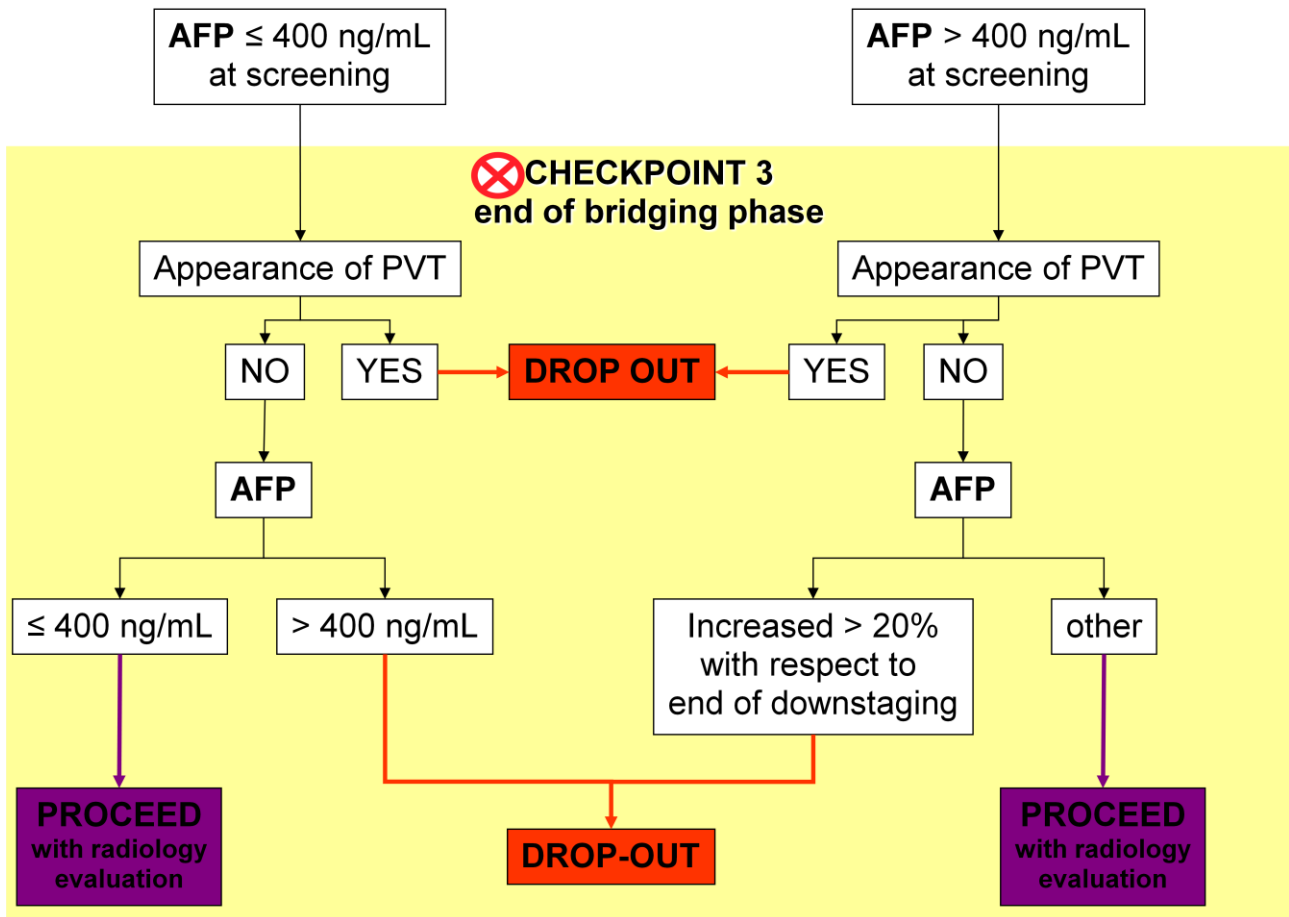 AFP ≤ 400 ng/mL
at screening
AFP > 400 ng/mL
at screening
CHECKPOINT 3
end of bridging phase
Appearance of PVT
Appearance of PVT
NO
YES
DROP OUT
YES
NO
AFP
AFP
≤ 400 ng/mL
> 400 ng/mL
Increased > 20%
with respect to
end of downstaging
other
PROCEED
with radiology
evaluation
DROP-OUT
PROCEED
with radiology
evaluation